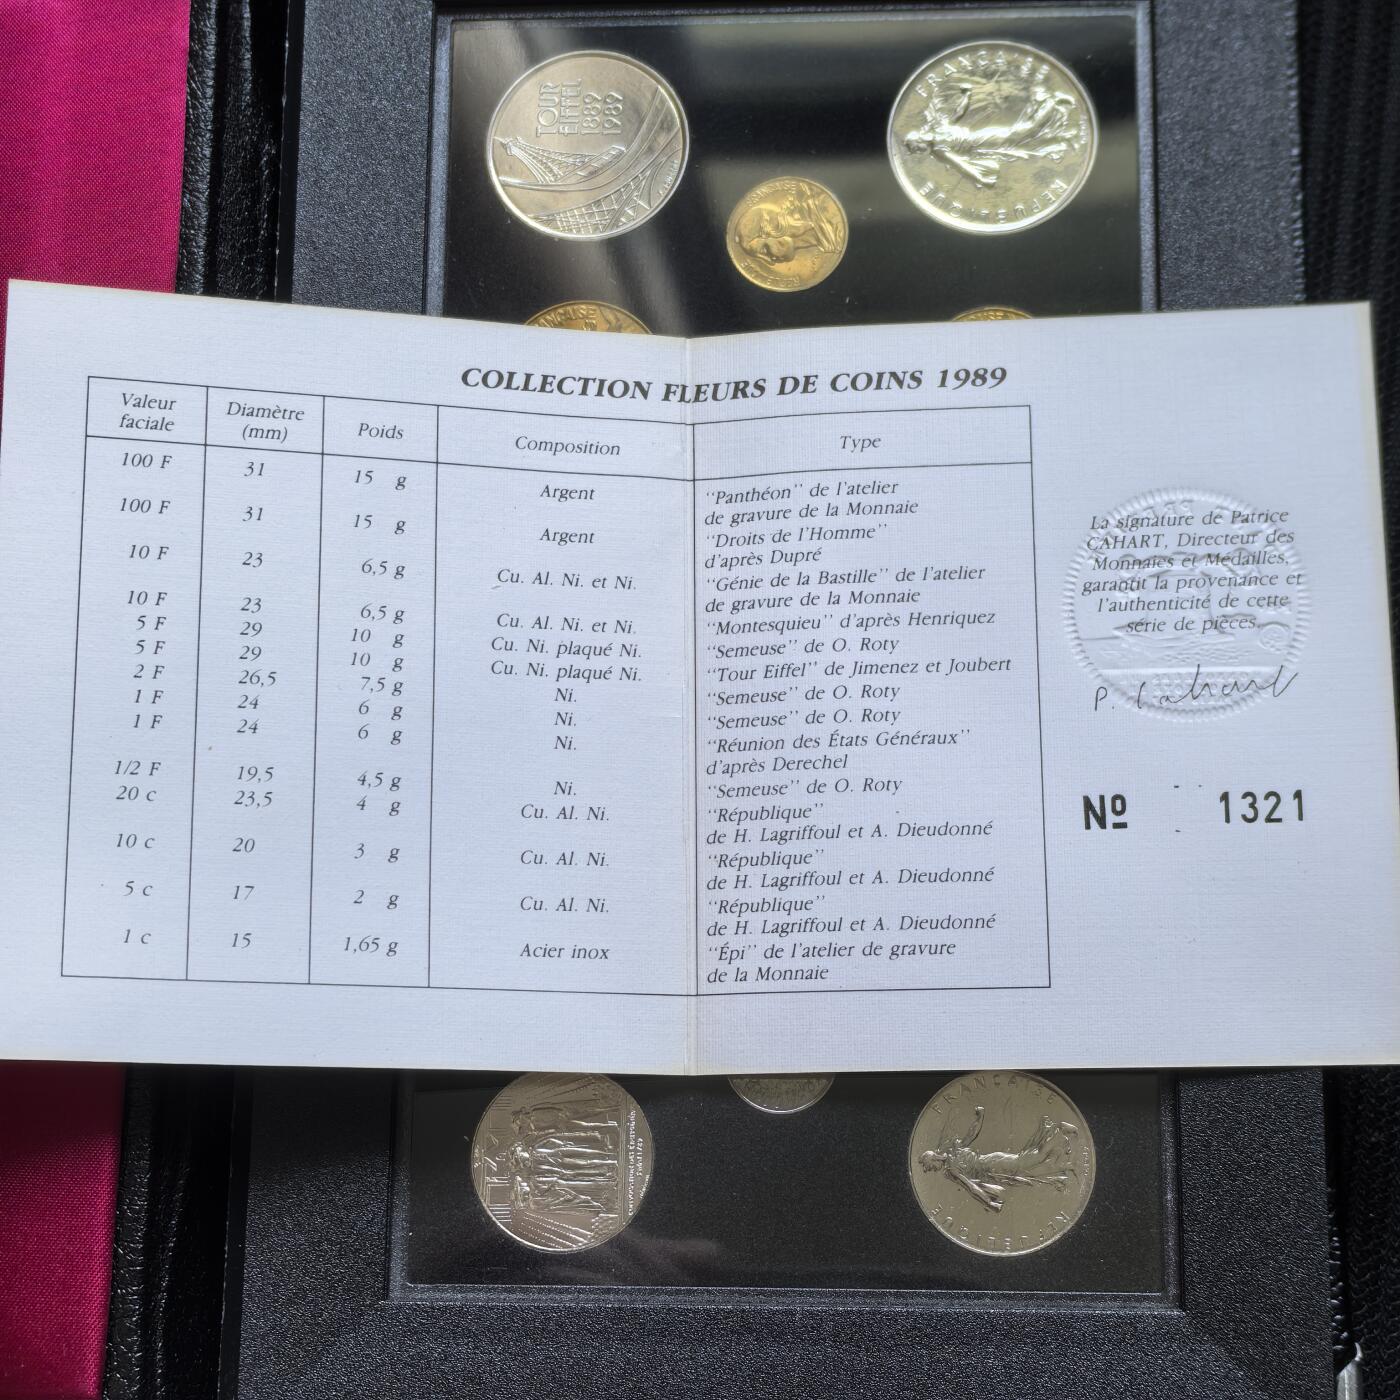 TOUR
EIFFEL
1889
1989
FRANÇAISE
REPUBLIQUE
COLLECTION FLEURS DE COINS 1989
Valeur faciale Diamètre (mm) Poids Composition Type
100 F 31 15 g Argent “Panthéon” de l’atelier
de gravure de la Monnaie
100 F 31 15 g Argent “Droits de l’Homme”
d’après Dupré
10 F 23 6,5 g Cu. Al. Ni. et Ni. “Génie de la Bastille” de l’atelier
de gravure de la Monnaie
10 F 23 6,5 g Cu. Al. Ni. et Ni. “Montesquieu” d’après Henriquez
5 F 29 10 g Cu. Ni. plaqué Ni. “Semeuse” de O. Roty
5 F 29 10 g Cu. Ni. plaqué Ni. “Tour Eiffel” de Jimenez et Joubert
2 F 26,5 7,5 g Ni. “Semeuse” de O. Roty
1 F 24 6 g Ni. “Semeuse” de O. Roty
1 F 24 6 g Ni. “Réunion des États Généraux”
d’après Derechel
1/2 F 19,5 4,5 g Ni. “Semeuse” de O. Roty
20 c 23,5 4 g Cu. Al. Ni. “République”
de H. Lagriffoul et A. Dieudonné
10 c 20 3 g Cu. Al. Ni. “République”
de H. Lagriffoul et A. Dieudonné
5 c 17 2 g Cu. Al. Ni. “République”
de H. Lagriffoul et A. Dieudonné
1 c 15 1,65 g Acier inox “Épi” de l’atelier de gravure
de la Monnaie
La signature de Patrice
CAHART, Directeur des
Monnaies et Médailles,
garantit la provenance et
l’authenticité de cette
série de pièces.
P. Cahart
Nº 1321
FRANÇAISE
REPUBLIQUE